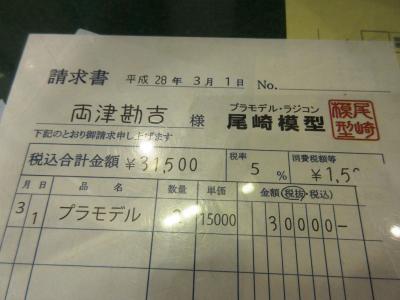 請求書 平成 28 年 3 月 1 日 No.
両津勘吉 様
プラモデル・ラジコン
尾崎模型
尾崎模型
下記のとおり御請求申し上げます
税込合計金額 ¥31,500 税率 5 % 消費税額等 ¥1,5
月 日 品名 数量 単価 金額(税抜・税込)
3 1 プラモデル 2 15000 30000-